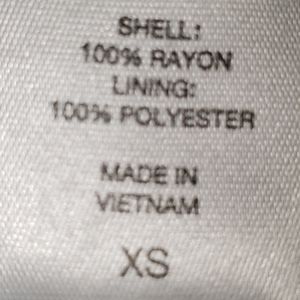 SHELL:
100% RAYON
LINING:
100% POLYESTER
MADE IN
VIETNAM
XS